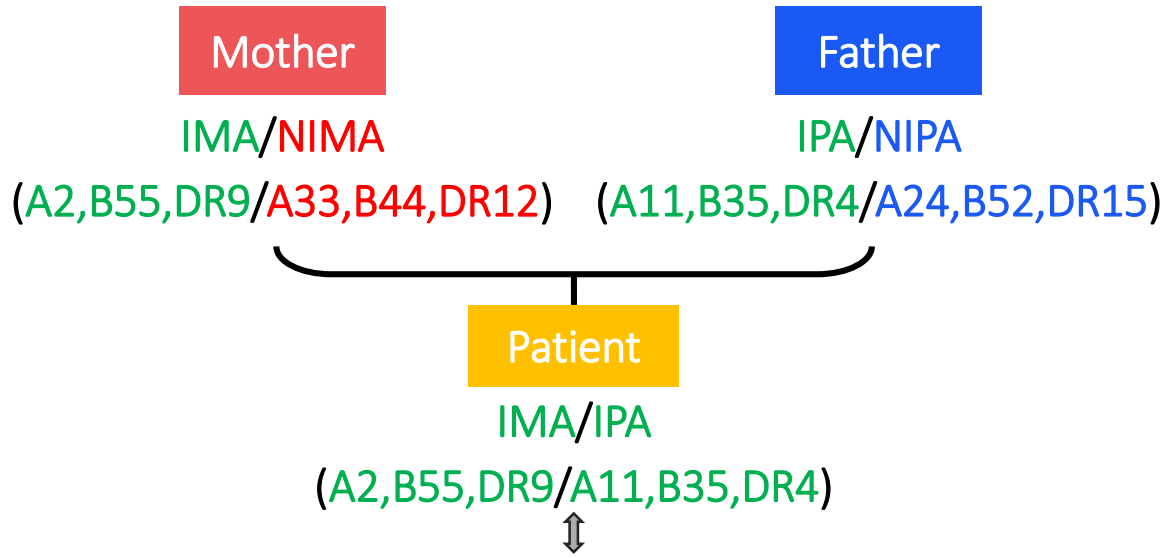 Mother
Father
IMA/NIMA
IPA/NIPA
(A2,B55,DR9/A33,B44,DR12)
(A11,B35,DR4/A24,B52,DR15)
Patient
IMA/IPA
(A2,B55,DR9/A11,B35,DR4)